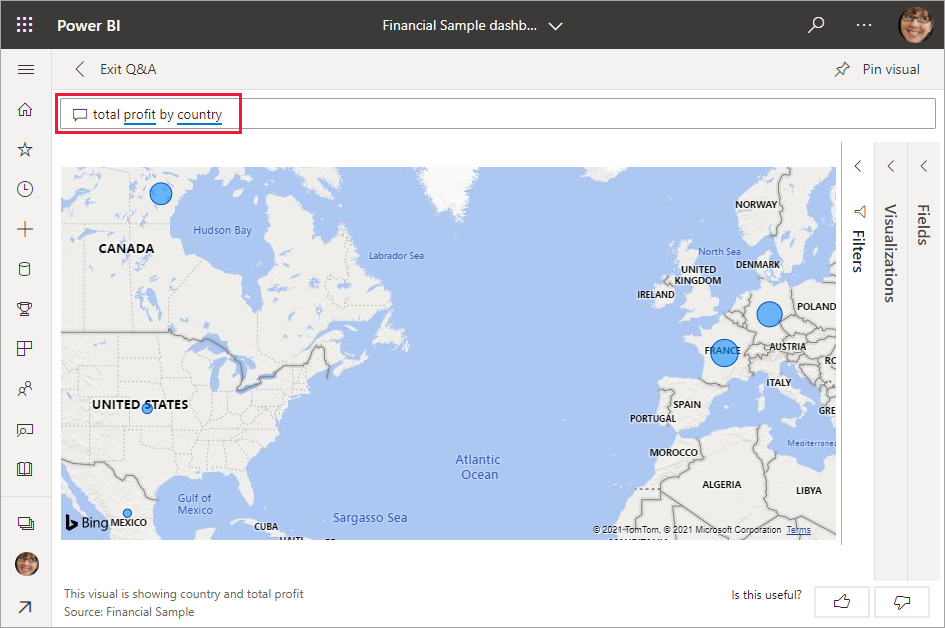 Power BI
Financial Sample dashb...
Exit Q&A
Pin visual
total profit by country
Filters
Visualizations
Fields
NORWAY
Hudson Bay
CANADA
Labrador Sea
North Sea
DENMARK
UNITED
KINGDOM
IRELAND
POLAND
FRANCE
AUSTRIA
ITALY
UNITED STATES
SPAIN
PORTUGAL
GRE
Mediterranea
MOROCCO
Atlantic
Ocean
ALGERIA
LIBYA
Gulf of
Mexico
Sargasso Sea
Bing
MEXICO
CUBA
HAITI
© 2021 TomTom, © 2021 Microsoft Corporation Terms
MAURITANIA
This visual is showing country and total profit
Source: Financial Sample
Is this useful?